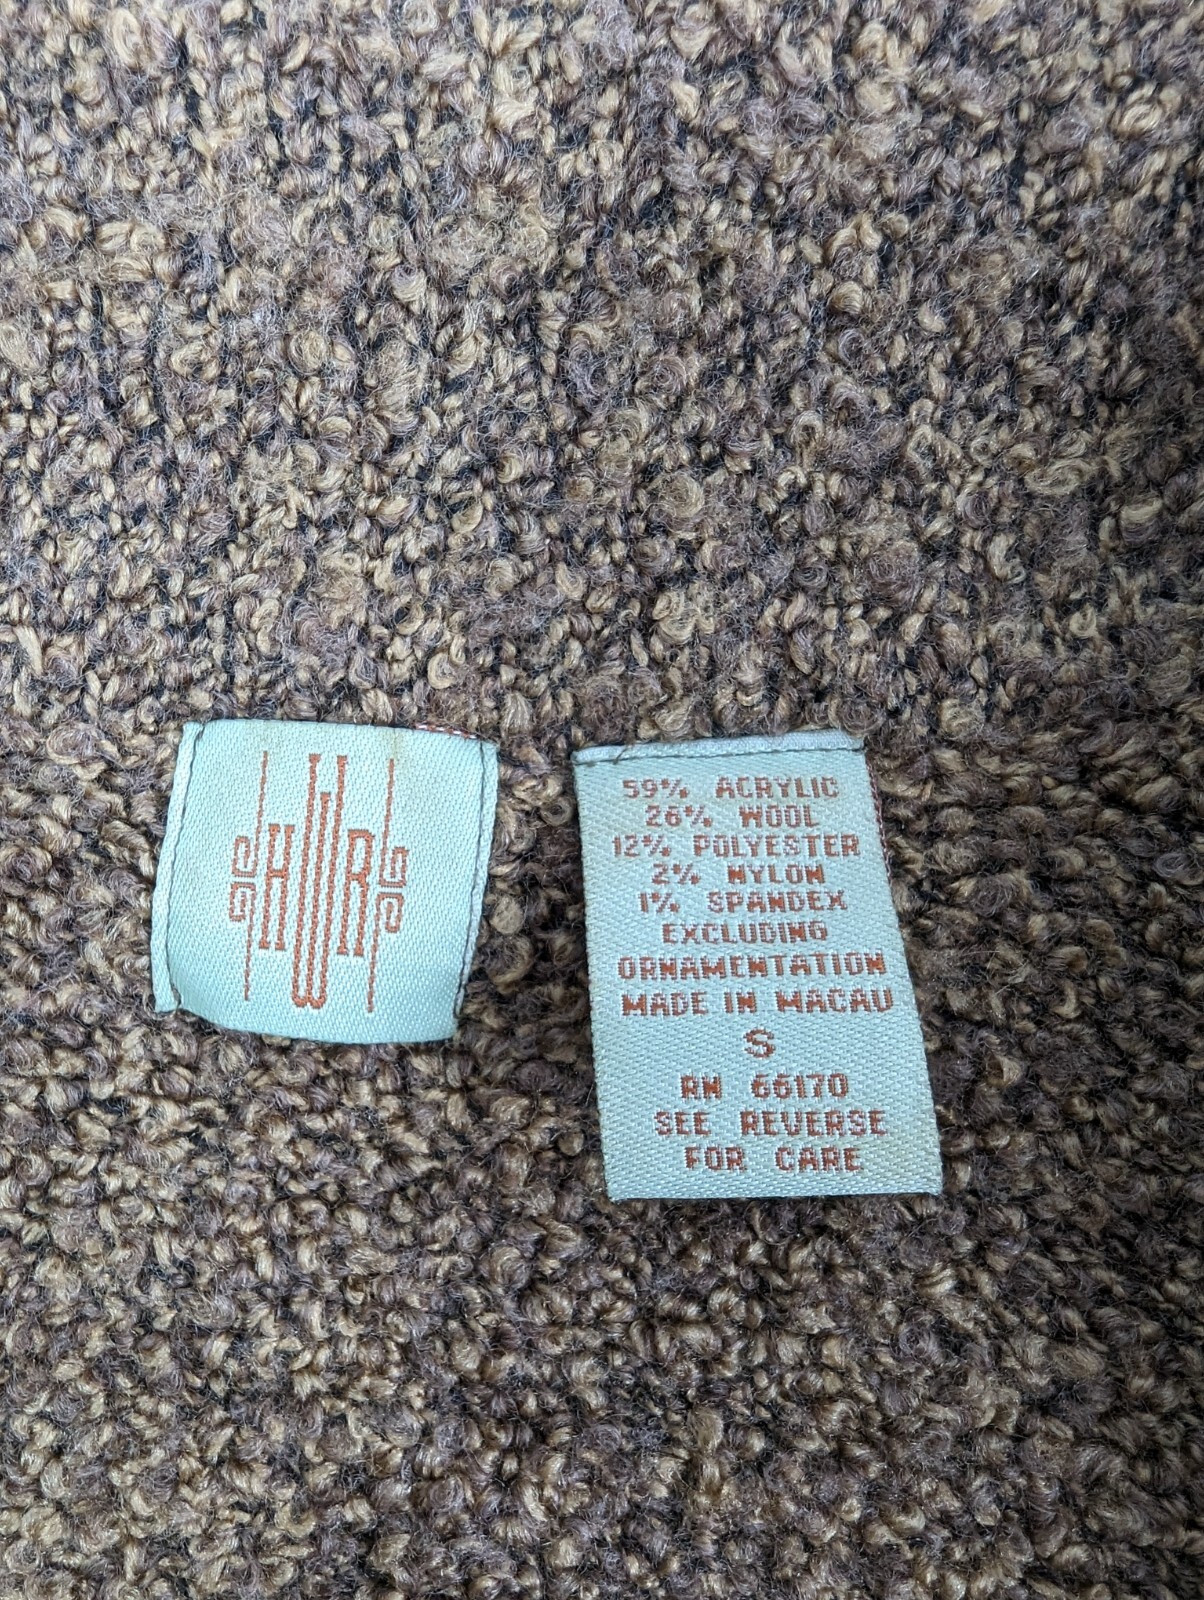 HWR
59% ACRYLIC
26% WOOL
12% POLYESTER
2% NYLON
1% SPANDEX
EXCLUDING
ORNAMENTATION
MADE IN MACAU
S
RN 66170
SEE REVERSE
FOR CARE